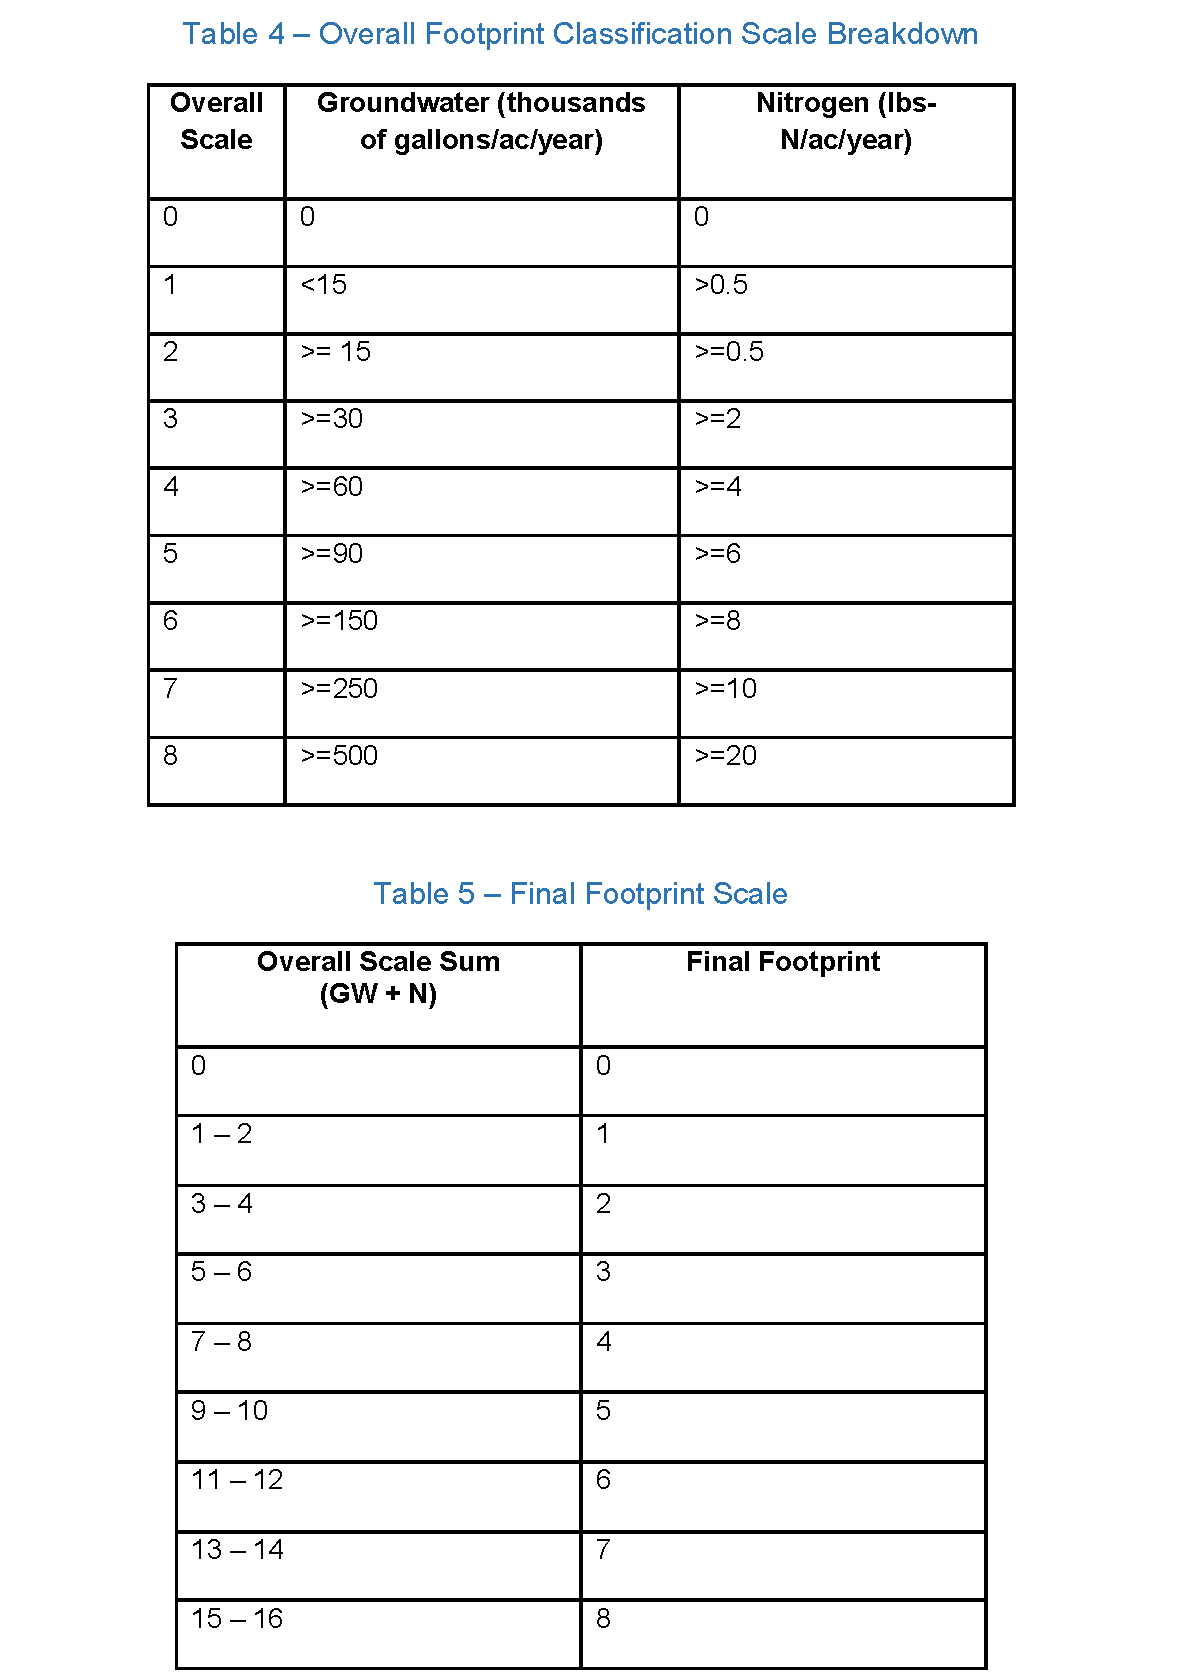 Table 4 – Overall Footprint Classification Scale Breakdown
Overall Scale Groundwater (thousands of gallons/ac/year) Nitrogen (lbs-N/ac/year)
0 0 0
1 <15 >0.5
2 >= 15 >=0.5
3 >=30 >=2
4 >=60 >=4
5 >=90 >=6
6 >=150 >=8
7 >=250 >=10
8 >=500 >=20
Table 5 – Final Footprint Scale
Overall Scale Sum (GW + N) Final Footprint
0 0
1 – 2 1
3 – 4 2
5 – 6 3
7 – 8 4
9 – 10 5
11 – 12 6
13 – 14 7
15 – 16 8